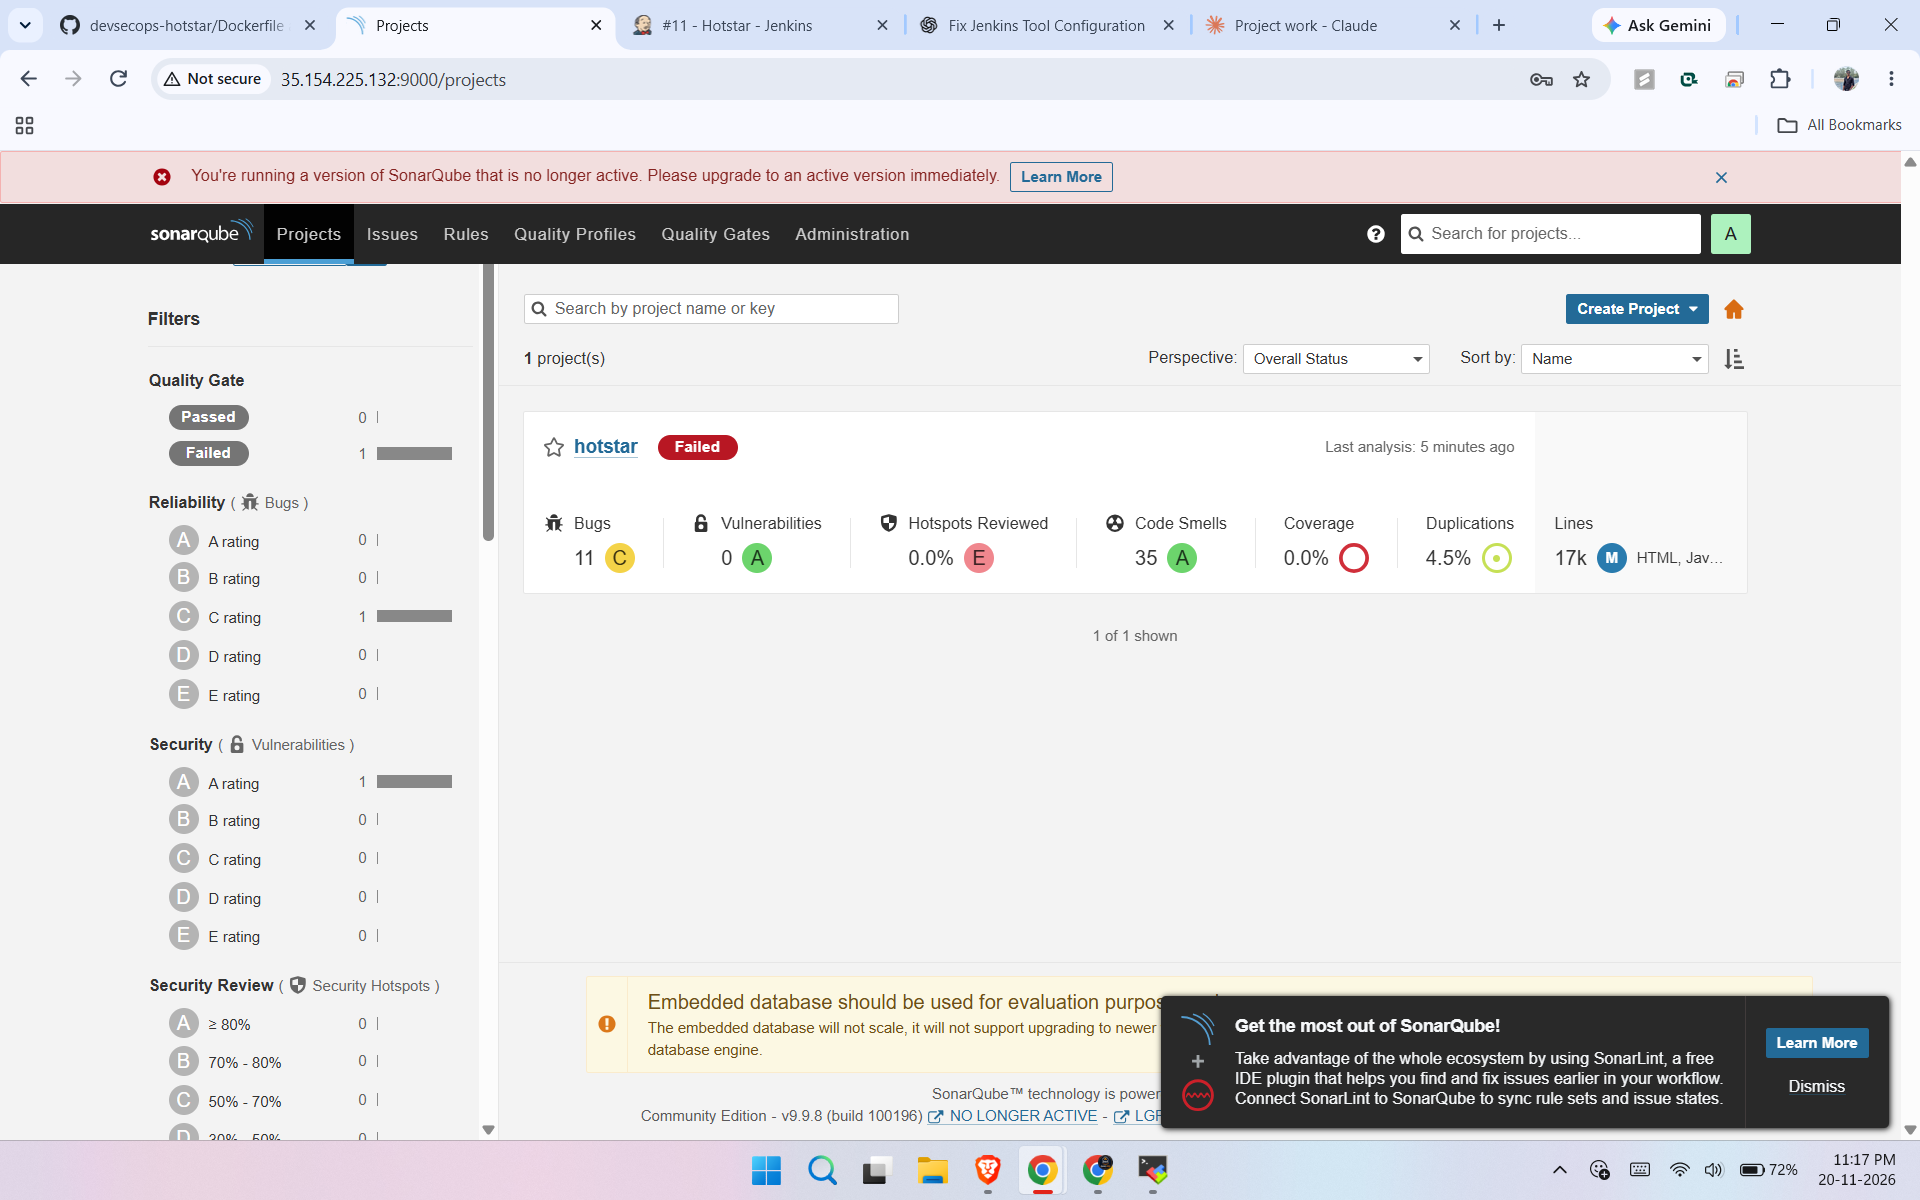 devsecops-hotstar/Dockerfile
Projects
#11 - Hotstar - Jenkins
Fix Jenkins Tool Configuration
Project work - Claude
Ask Gemini
Not secure
35.154.225.132:9000/projects
All Bookmarks
You're running a version of SonarQube that is no longer active. Please upgrade to an active version immediately.
Learn More
sonarqube
Projects
Issues
Rules
Quality Profiles
Quality Gates
Administration
Search for projects...
A
Filters
Quality Gate
Passed 0
Failed 1
Reliability ( Bugs )
A A rating 0
B B rating 0
C C rating 1
D D rating 0
E E rating 0
Security ( Vulnerabilities )
A A rating 1
B B rating 0
C C rating 0
D D rating 0
E E rating 0
Security Review ( Security Hotspots )
A ≥ 80% 0
B 70% - 80% 0
C 50% - 70% 0
D 30% - 50% 0
Search by project name or key
Create Project
1 project(s)
Perspective: Overall Status
Sort by: Name
hotstar
Failed
Last analysis: 5 minutes ago
Bugs
11 C
Vulnerabilities
0 A
Hotspots Reviewed
0.0% E
Code Smells
35 A
Coverage
0.0%
Duplications
4.5%
Lines
17k M HTML, Jav...
1 of 1 shown
Embedded database should be used for evaluation purpos
The embedded database will not scale, it will not support upgrading to newer
database engine.
SonarQube™ technology is power
Community Edition - v9.9.8 (build 100196) NO LONGER ACTIVE - LGP
Get the most out of SonarQube!
Take advantage of the whole ecosystem by using SonarLint, a free
IDE plugin that helps you find and fix issues earlier in your workflow.
Connect SonarLint to SonarQube to sync rule sets and issue states.
Learn More
Dismiss
72%
11:17 PM
20-11-2026